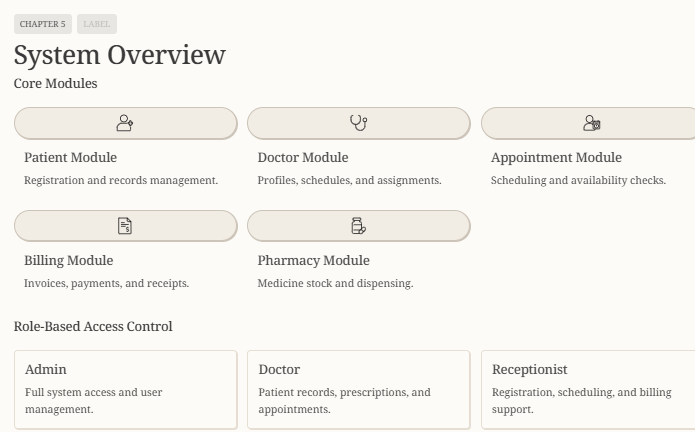 CHAPTER 5 LABEL
System Overview
Core Modules
Patient Module
Registration and records management.
Doctor Module
Profiles, schedules, and assignments.
Appointment Module
Scheduling and availability checks.
Billing Module
Invoices, payments, and receipts.
Pharmacy Module
Medicine stock and dispensing.
Role-Based Access Control
Admin
Full system access and user
management.
Doctor
Patient records, prescriptions, and
appointments.
Receptionist
Registration, scheduling, and billing
support.